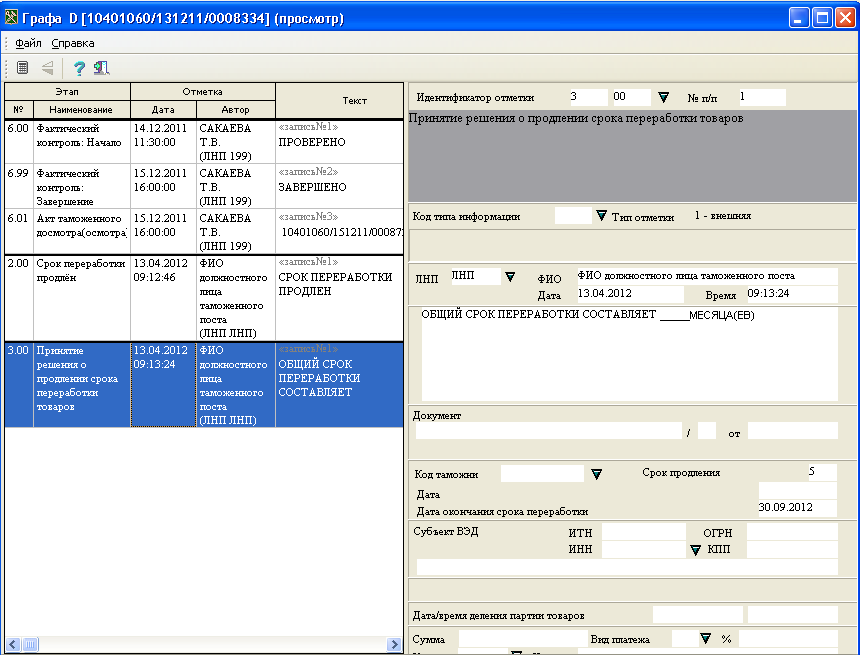 Графа D [10401060/131211/0008334] (просмотр)
Файл Справка
Этап Отметка Текст
№ Наименование Дата Автор
6.00 Фактический контроль: Начало 14.12.2011 11:30:00 САКАЕВА Т.В. (ЛНП 199) «запись№1» ПРОВЕРЕНО
6.99 Фактический контроль: Завершение 15.12.2011 16:00:00 САКАЕВА Т.В. (ЛНП 199) «запись№2» ЗАВЕРШЕНО
6.01 Акт таможенного досмотра(осмотра) 15.12.2011 16:00:00 САКАЕВА Т.В. (ЛНП 199) «запись№3» 10401060/151211/00087
2.00 Срок переработки продлён 13.04.2012 09:12:46 ФИО должностного лица таможенного поста (ЛНП ЛНП) «запись№1» СРОК ПЕРЕРАБОТКИ ПРОДЛЕН
3.00 Принятие решения о продлении срока переработки товаров 13.04.2012 09:13:24 ФИО должностного лица таможенного поста (ЛНП ЛНП) «запись№1» ОБЩИЙ СРОК ПЕРЕРАБОТКИ СОСТАВЛЯЕТ
Идентификатор отметки 3 00 № п/п 1
Принятие решения о продлении срока переработки товаров
Код типа информации Тип отметки 1 - внешняя
ЛНП ЛНП ФИО ФИО должностного лица таможенного поста
Дата 13.04.2012 Время 09:13:24
ОБЩИЙ СРОК ПЕРЕРАБОТКИ СОСТАВЛЯЕТ _____МЕСЯЦА(ЕВ)
Документ
/ от
Код таможни Срок продления 5
Дата
Дата окончания срока переработки 30.09.2012
Субъект ВЭД ИТН ОГРН
ИНН КПП
Дата/время деления партии товаров
Сумма Вид платежа %